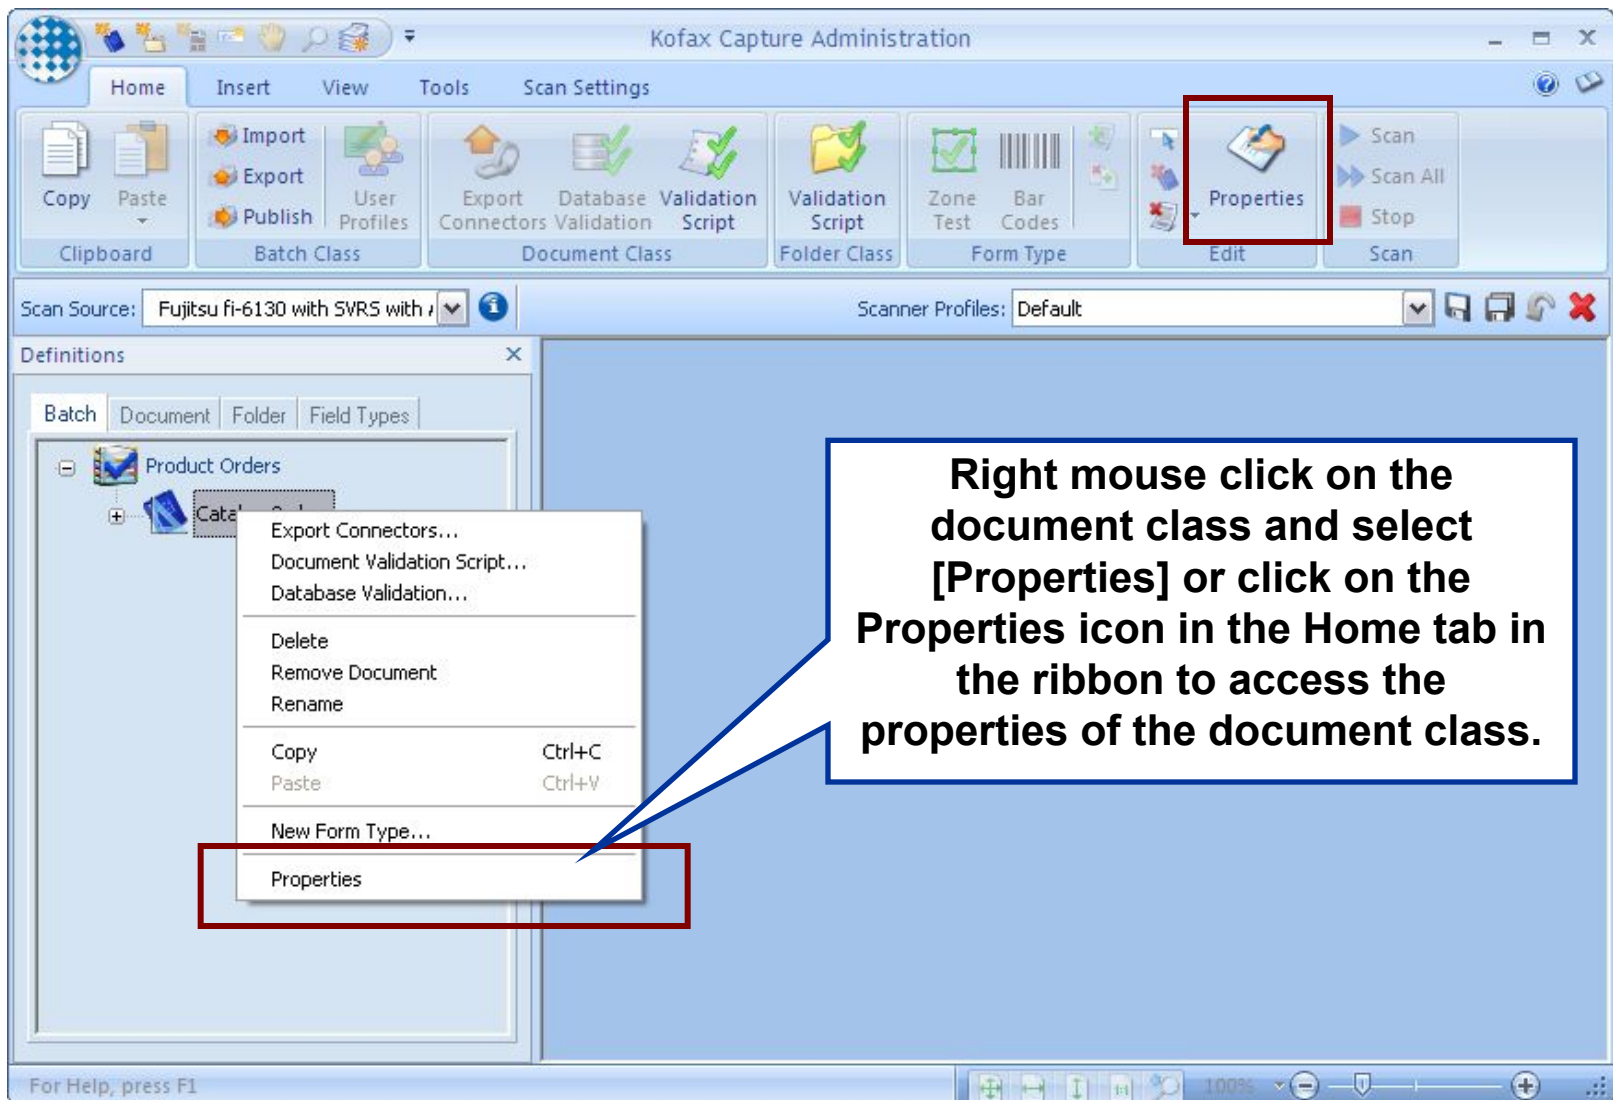 Kofax Capture Administration
Home Insert View Tools Scan Settings
Copy Paste
Clipboard
Import
Export
Publish
User Profiles
Batch Class
Export Connectors
Database Validation
Validation Script
Document Class
Validation Script
Folder Class
Zone Test
Bar Codes
Form Type
Properties
Edit
Scan
Scan All
Stop
Scan
Scan Source: Fujitsu fi-6130 with SVRS with
Scanner Profiles: Default
Definitions
Batch Document Folder Field Types
Product Orders
Export Connectors...
Document Validation Script...
Database Validation...
Delete
Remove Document
Rename
Copy Ctrl+C
Paste Ctrl+V
New Form Type...
Properties
Right mouse click on the
document class and select
[Properties] or click on the
Properties icon in the Home tab in
the ribbon to access the
properties of the document class.
For Help, press F1
100%